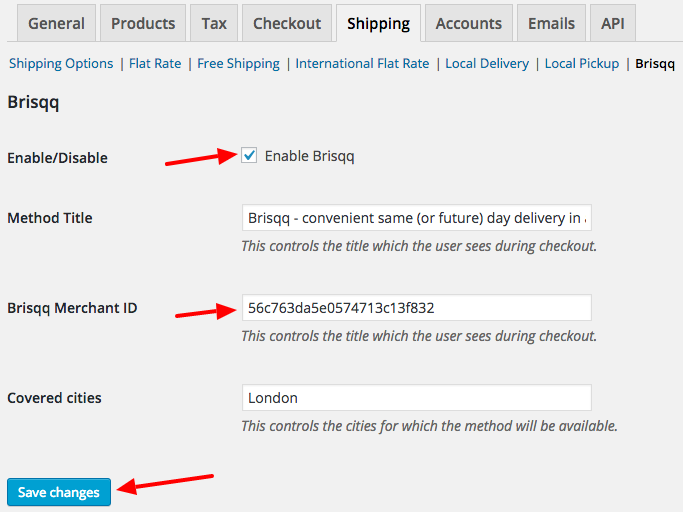 General Products Tax Checkout Shipping Accounts Emails API
Shipping Options | Flat Rate | Free Shipping | International Flat Rate | Local Delivery | Local Pickup | Brisqq
Brisqq
Enable/Disable Enable Brisqq
Method Title Brisqq - convenient same (or future) day delivery in
This controls the title which the user sees during checkout.
Brisqq Merchant ID 56c763da5e0574713c13f832
This controls the title which the user sees during checkout.
Covered cities London
This controls the cities for which the method will be available.
Save changes